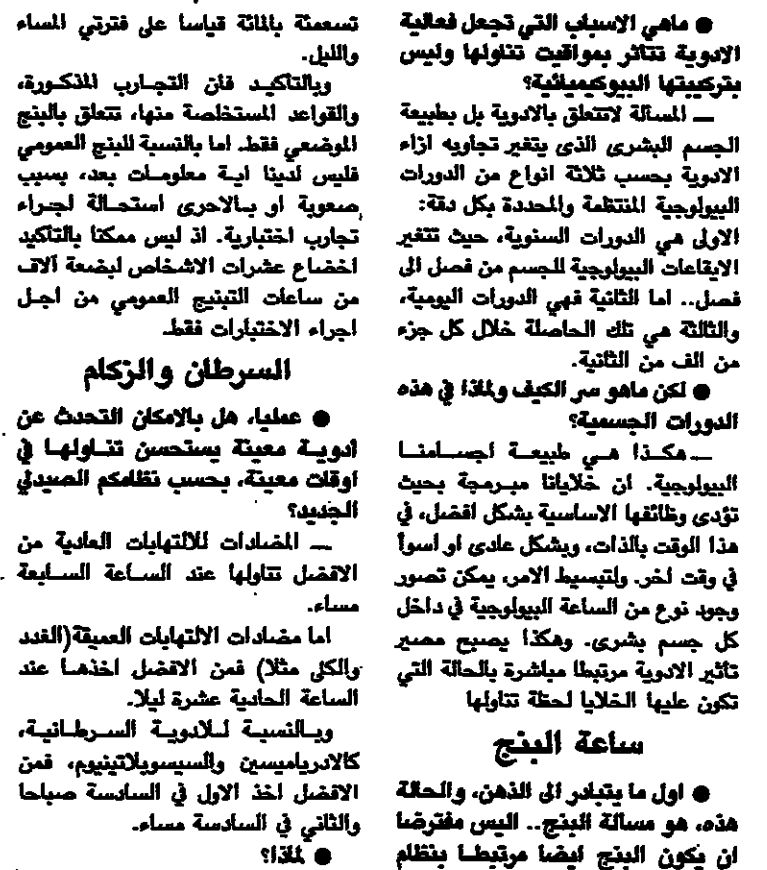 ● ماهي الاسباب التي تجعل فعالية
الادوية تتاثر بمواقيت تناولها وليس
بتركيبتها البيوكيميائية؟
— المسالة لاتتعلق بالادوية بل بطبيعة
الجسم البشرى الذى يتغير تجاوبه ازاء
الادوية بحسب ثلاثة انواع من الدورات
البيولوجية المنتظمة والمحددة بكل دقة:
الاولى هي الدورات السنوية، حيث تتغير
الايقاعات البيولوجية للجسم من فصل الى
فصل.. اما الثانية فهي الدورات اليومية،
والثالثة هي تلك الحاصلة خلال كل جزء
من الف من الثانية.
● لكن ماهو سر الكيف ولماذا في هذه
الدورات الجسمية؟
— هكذا هي طبيعة اجسامنا
البيولوجية. ان خلايانا مبرمجة بحيث
تؤدى وظائفها الاساسية بشكل افضل، في
هذا الوقت بالذات، وبشكل عادى او اسوأ
في وقت اخر. ولتبسيط الامر، يمكن تصور
وجود نوع من الساعة البيولوجية في داخل
كل جسم بشرى. وهكذا يصبح مصير
تاثير الادوية مرتبطا مباشرة بالحالة التي
تكون عليها الخلايا لحظة تناولها
ساعة البنج
● اول ما يتبادر الى الذهن، والحالة
هذه، هو مسالة البنج.. اليس مفترضا
ان يكون البنج ايضا مرتبطا بنظام
تسعمئة بالمائة قياسا على فترتي المساء
والليل.
وبالتاكيد فان التجارب المذكورة،
والقواعد المستخلصة منها، تتعلق بالبنج
الموضعي فقط. اما بالنسبة للبنج العمومي
فليس لدينا اية معلومات بعد، بسبب
صعوبة او بالاحرى استحالة اجراء
تجارب اختبارية. اذ ليس ممكنا بالتاكيد
اخضاع عشرات الاشخاص لبضعة آلاف
من ساعات التبنيج العمومي من اجل
اجراء الاختبارات فقط.
السرطان والزكام
● عمليا، هل بالامكان التحدث عن
أدوية معينة يستحسن تناولها في
اوقات معينة، بحسب نظامكم الصيدلي
الجديد؟
— المضادات للالتهابات العادية من
الافضل تناولها عند الساعة السابعة
مساء.
اما مضادات الالتهابات العميقة(الغدد
والكلى مثلا) فمن الافضل اخذها عند
الساعة الحادية عشرة ليلا.
وبالنسبة للادوية السرطانية،
كالادرياميسين والسيسوبلاتينيوم، فمن
الافضل اخذ الاول في السادسة صباحا
والثاني في السادسة مساء.
● لماذا؟